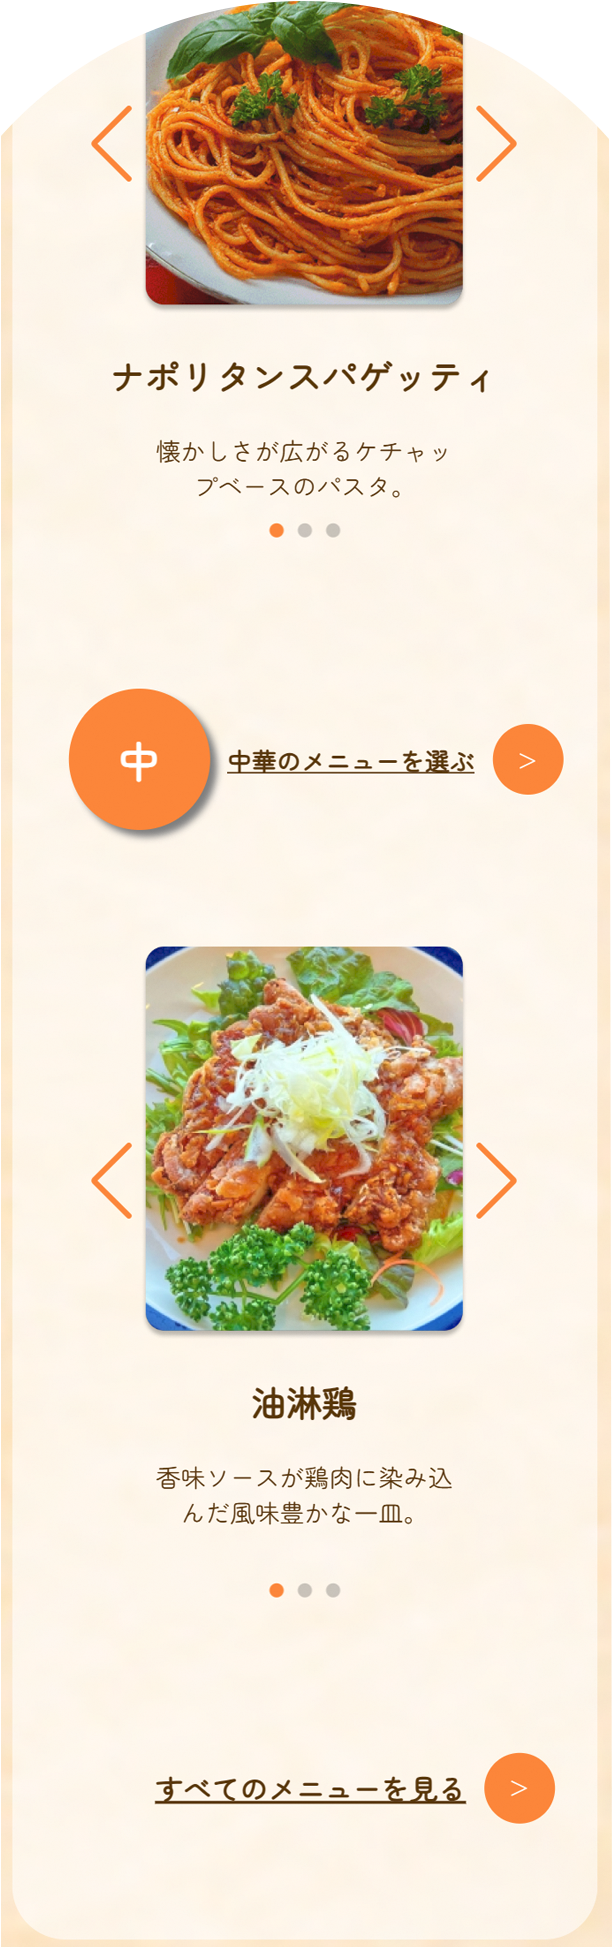 ナポリタンスパゲッティ
懐かしさが広がるケチャッ
プベースのパスタ。
中
中華のメニューを選ぶ
>
油淋鶏
香味ソースが鶏肉に染み込
んだ風味豊かな一皿。
すべてのメニューを見る
>